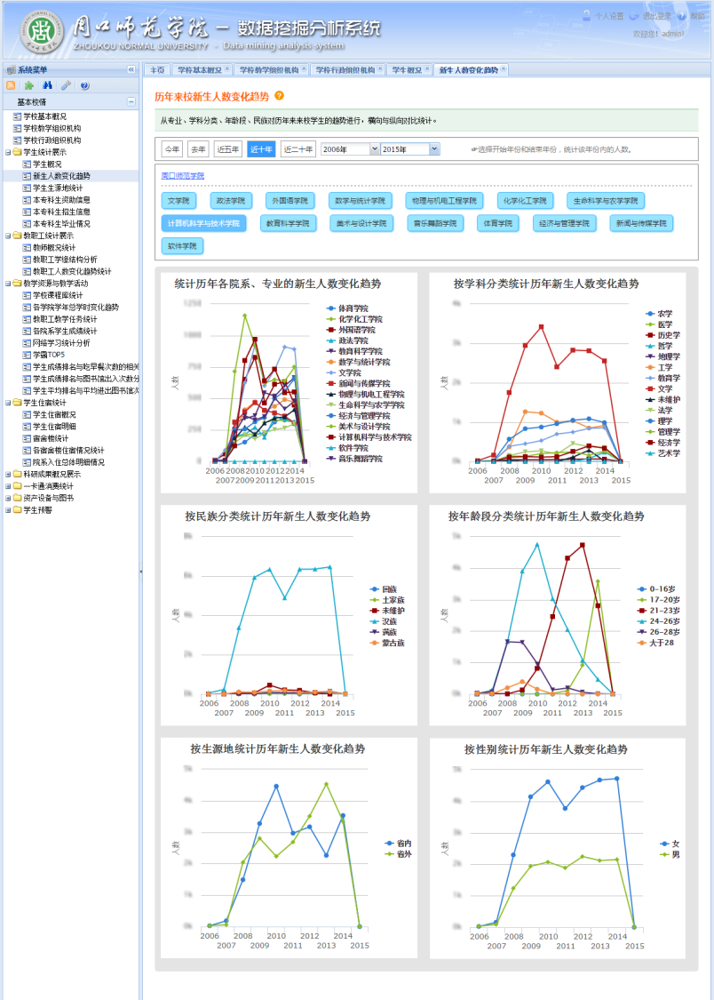 周口师范学院 – 数据挖掘分析系统
ZHOUKOU NORMAL UNIVERSITY – Data mining analysis system
个人设置 退出登录 帮助
欢迎您! admin!
系统菜单
主页 学校基本概况 学校教学组织机构 学校行政组织机构 学生概况 新生人数变化趋势
基本校情
学校基本概况
学校教学组织机构
学校行政组织机构
学生统计展示
学生概况
新生人数变化趋势
学生生源地统计
本专科生资助信息
本专科生招生信息
本专科生毕业情况
教职工统计展示
教师概况统计
教职工学缘结构分析
教职工人数变化趋势统计
教学资源与教学活动
学校课程库统计
各学院学年总学时变化趋势
教职工教学任务统计
各院系学生成绩统计
网络学习统计分析
学霸TOP5
学生成绩排名与吃早餐次数的相关
学生成绩排名与图书馆出入次数分
学生平均排名与平均进出图书馆次
学生住宿统计
学生住宿概况
学生住宿明细
宿舍楼统计
各宿舍楼住宿情况统计
院系入住总体明细情况
科研成果概况展示
一卡通消费统计
资产设备与图书
学生预警
历年来校新生人数变化趋势
从专业、学科分类、年龄段、民族对历年来来校学生的趋势进行，横向与纵向对比统计。
今年 去年 近五年 近十年 近二十年 2006年 2015年 选择开始年份和结束年份，统计该年份内的人数。
周口师范学院
文学院 政法学院 外国语学院 数学与统计学院 物理与机电工程学院 化学化工学院 生命科学与农学学院
计算机科学与技术学院 教育科学学院 美术与设计学院 音乐舞蹈学院 体育学院 经济与管理学院 新闻与传媒学院
软件学院
统计历年各院系、专业的新生人数变化趋势
1250
1000
750
500
250
0
人数
2006 2008 2010 2012 2014
2007 2009 2011 2013 2015
体育学院
化学化工学院
外国语学院
政法学院
教育科学学院
数学与统计学院
文学院
新闻与传媒学院
物理与机电工程学院
生命科学与农学学院
经济与管理学院
美术与设计学院
计算机科学与技术学院
软件学院
音乐舞蹈学院
按学科分类统计历年新生人数变化趋势
4k
3k
2k
1k
0k
人数
2006 2008 2010 2012 2014
2007 2009 2011 2013 2015
农学
医学
历史学
哲学
地理学
工学
教育学
文学
未维护
法学
理学
管理学
经济学
艺术学
按民族分类统计历年新生人数变化趋势
8k
6k
4k
2k
0k
人数
2006 2008 2010 2012 2014
2007 2009 2011 2013 2015
回族
土家族
未维护
汉族
满族
蒙古族
按年龄段分类统计历年新生人数变化趋势
5k
4k
3k
2k
1k
0k
人数
2006 2008 2010 2012 2014
2007 2009 2011 2013 2015
0-16岁
17-20岁
21-23岁
24-26岁
26-28岁
大于28
按生源地统计历年新生人数变化趋势
5k
4k
3k
2k
1k
0k
人数
2006 2008 2010 2012 2014
2007 2009 2011 2013 2015
省内
省外
按性别统计历年新生人数变化趋势
5k
4k
3k
2k
1k
0k
人数
2006 2008 2010 2012 2014
2007 2009 2011 2013 2015
女
男